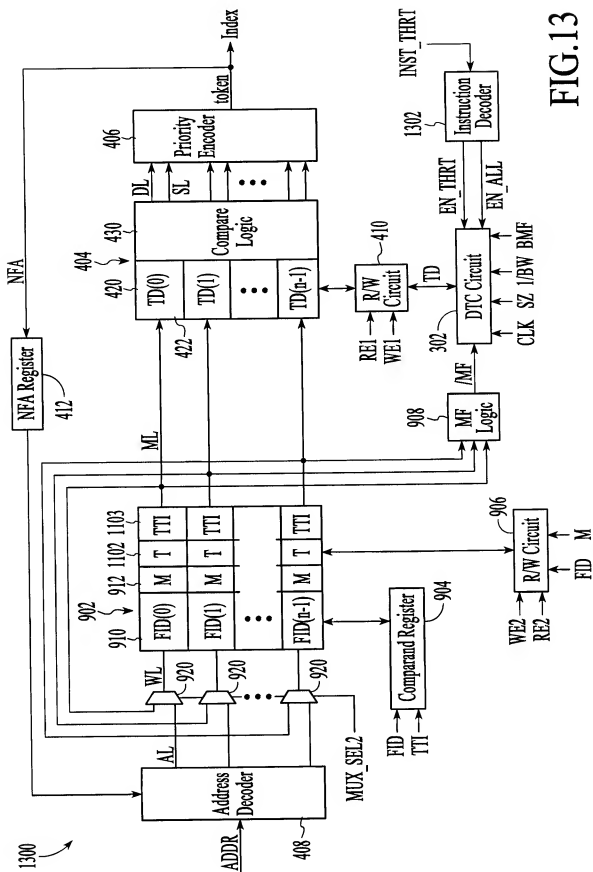 1300
ADDR
Address Decoder
408
AL
MUX_SEL2
920
920
920
WL
902
910
912
1102
1103
FID(0)
M
T
TTI
FID(1)
M
T
TTI
FID(n-1)
M
T
TTI
FID
TTI
Comparand Register
904
WE2
RE2
R/W Circuit
906
FID
M
ML
NFA Register
412
NFA
404
420
430
TD(0)
TD(1)
TD(n-1)
422
Compare Logic
DL
SL
406
Priority Encoder
token
Index
RE1
WE1
R/W Circuit
410
TD
908
MF Logic
/MF
302
DTC Circuit
CLK
SZ
1/BW
BMF
EN_THRT
EN_ALL
1302
Instruction Decoder
INST_THRT
FIG.13